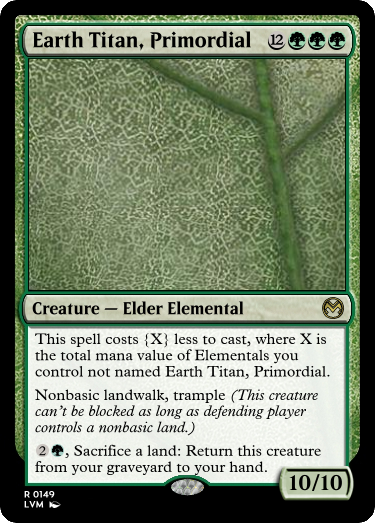 Earth Titan, Primordial 12
Creature — Elder Elemental
This spell costs {X} less to cast, where X is
the total mana value of Elementals you
control not named Earth Titan, Primordial.
Nonbasic landwalk, trample (This creature
can't be blocked as long as defending player
controls a nonbasic land.)
2, Sacrifice a land: Return this creature
from your graveyard to your hand.
10/10
R 0149
LVM